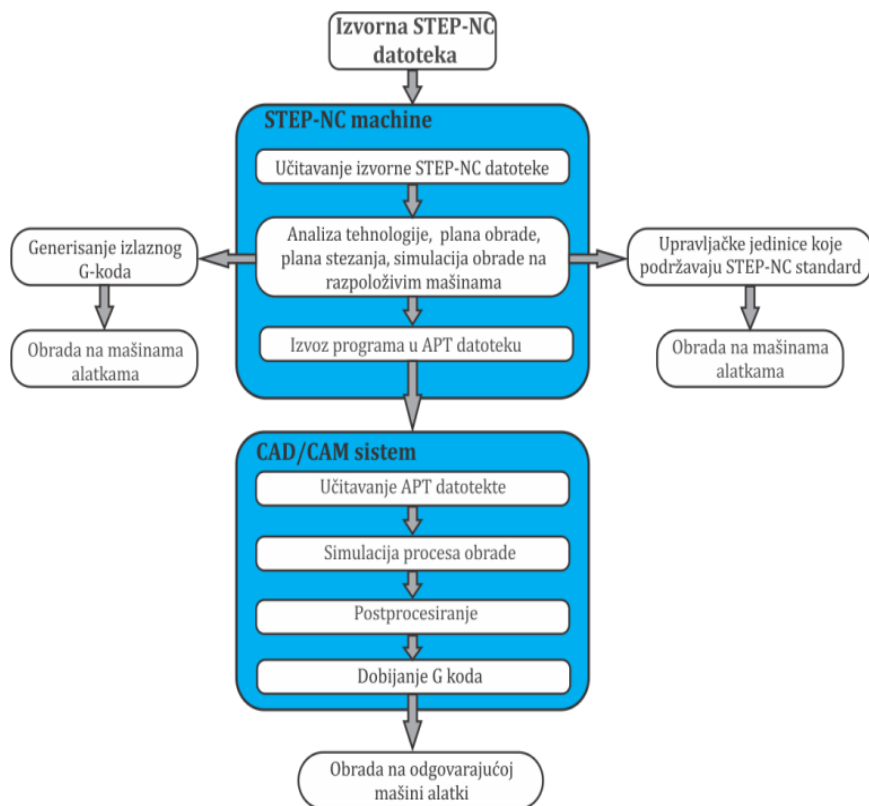 Izvorna STEP-NC
datoteka
STEP-NC machine
Učitavanje izvorne STEP-NC datoteke
Analiza tehnologije, plana obrade,
plana stezanja, simulacija obrade na
razpoloživim mašinama
Izvoz programa u APT datoteku
Generisanje izlaznog
G-koda
Obrada na mašinama
alatkama
Upravljačke jedinice koje
podržavaju STEP-NC standard
Obrada na mašinama
alatkama
CAD/CAM sistem
Učitavanje APT datotekte
Simulacija procesa obrade
Postprocesiranje
Dobijanje G koda
Obrada na odgovarajućoj
mašini alatki